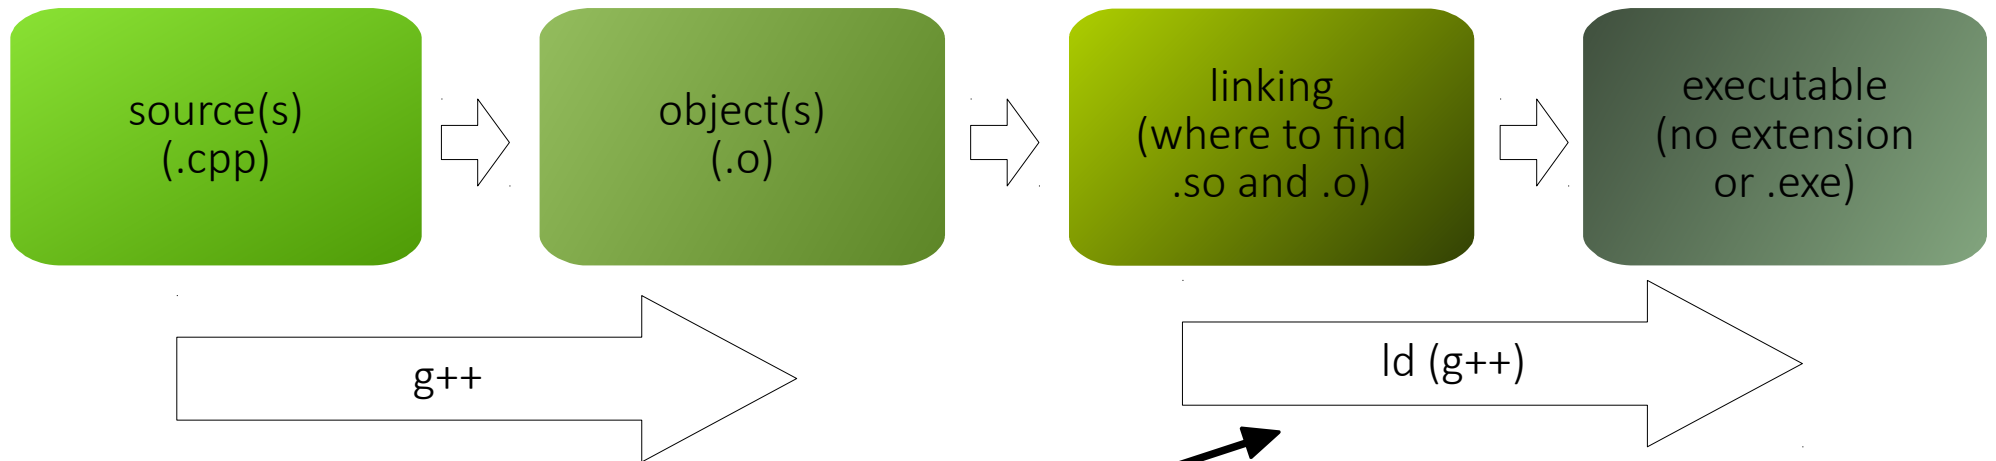 source(s)
(.cpp)
object(s)
(.o)
linking
(where to find
.so and .o)
executable
(no extension
or .exe)
g++
ld (g++)